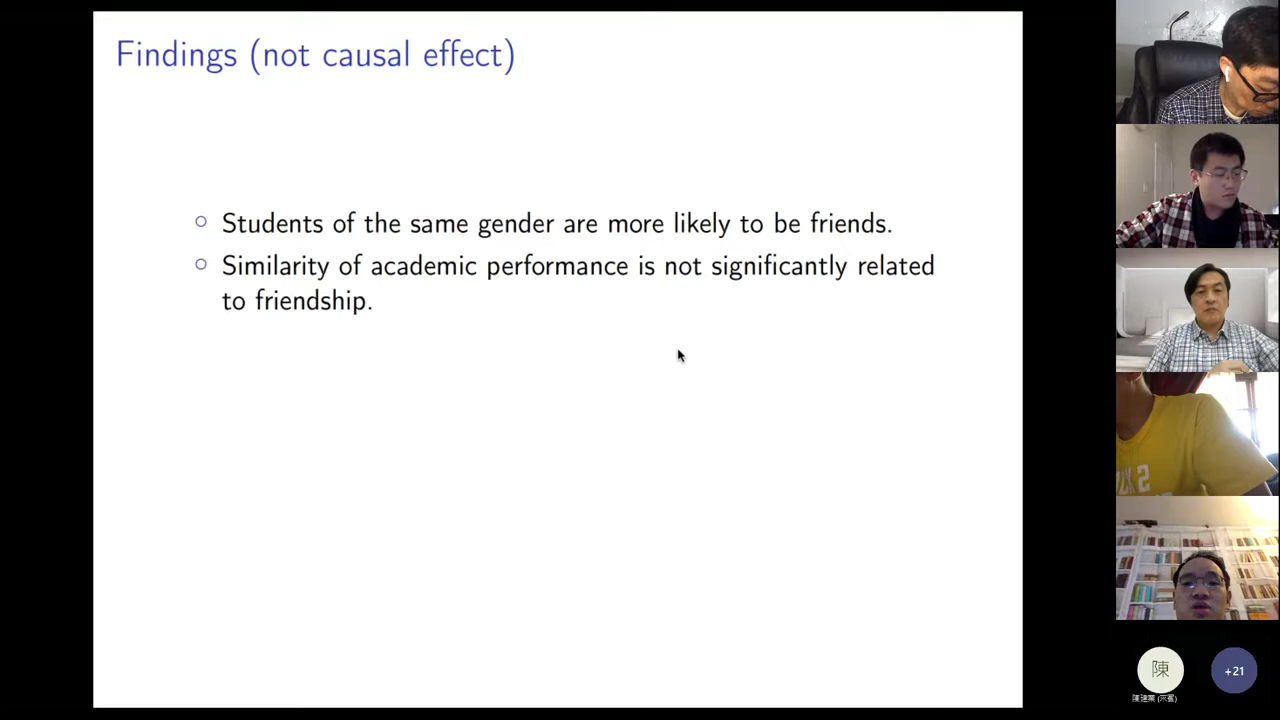 Findings (not causal effect)
Students of the same gender are more likely to be friends.
Similarity of academic performance is not significantly related
to friendship.
陳
+21